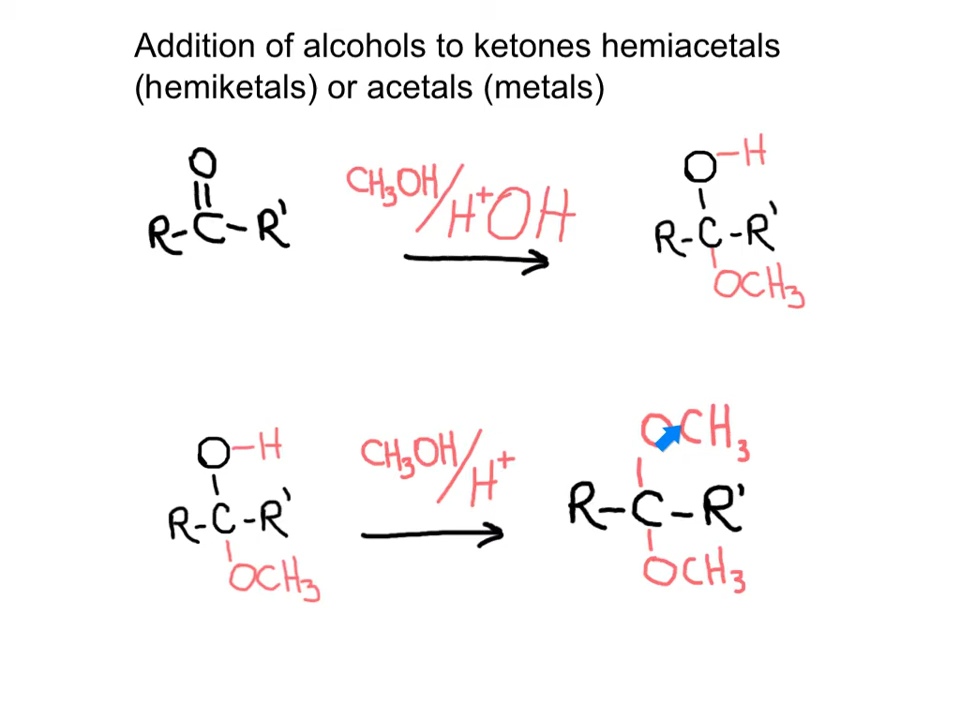 Addition of alcohols to ketones hemiacetals
(hemiketals) or acetals (metals)
O
R-C-R'
CH₃OH/H⁺OH
O-H
R-C-R'
OCH₃
O-H
R-C-R'
OCH₃
CH₃OH/H⁺
OCH₃
R-C-R'
OCH₃